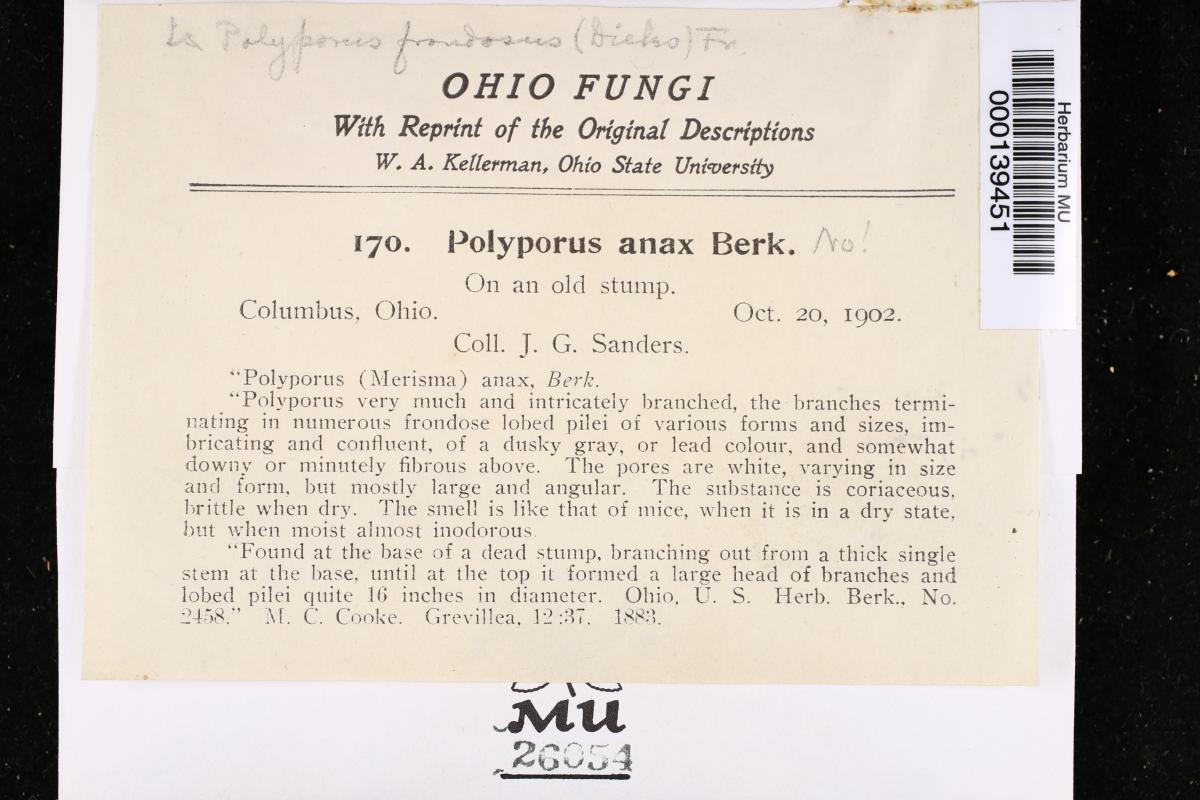 Is Polyporus frondosus (Dicks) Fr.
OHIO FUNGI
With Reprint of the Original Descriptions
W. A. Kellerman, Ohio State University
170. Polyporus anax Berk. No!
On an old stump.
Columbus, Ohio. Oct. 20, 1902.
Coll. J. G. Sanders.
“Polyporus (Merisma) anax, Berk.
“Polyporus very much and intricately branched, the branches termi-
nating in numerous frondose lobed pilei of various forms and sizes, im-
bricating and confluent, of a dusky gray, or lead colour, and somewhat
downy or minutely fibrous above. The pores are white, varying in size
and form, but mostly large and angular. The substance is coriaceous,
brittle when dry. The smell is like that of mice, when it is in a dry state,
but when moist almost inodorous.
“Found at the base of a dead stump, branching out from a thick single
stem at the base, until at the top it formed a large head of branches and
lobed pilei quite 16 inches in diameter. Ohio, U. S. Herb. Berk., No.
2458.” M. C. Cooke. Grevillea, 12:37. 1883.
Herbarium MU
000139451
MU
26054